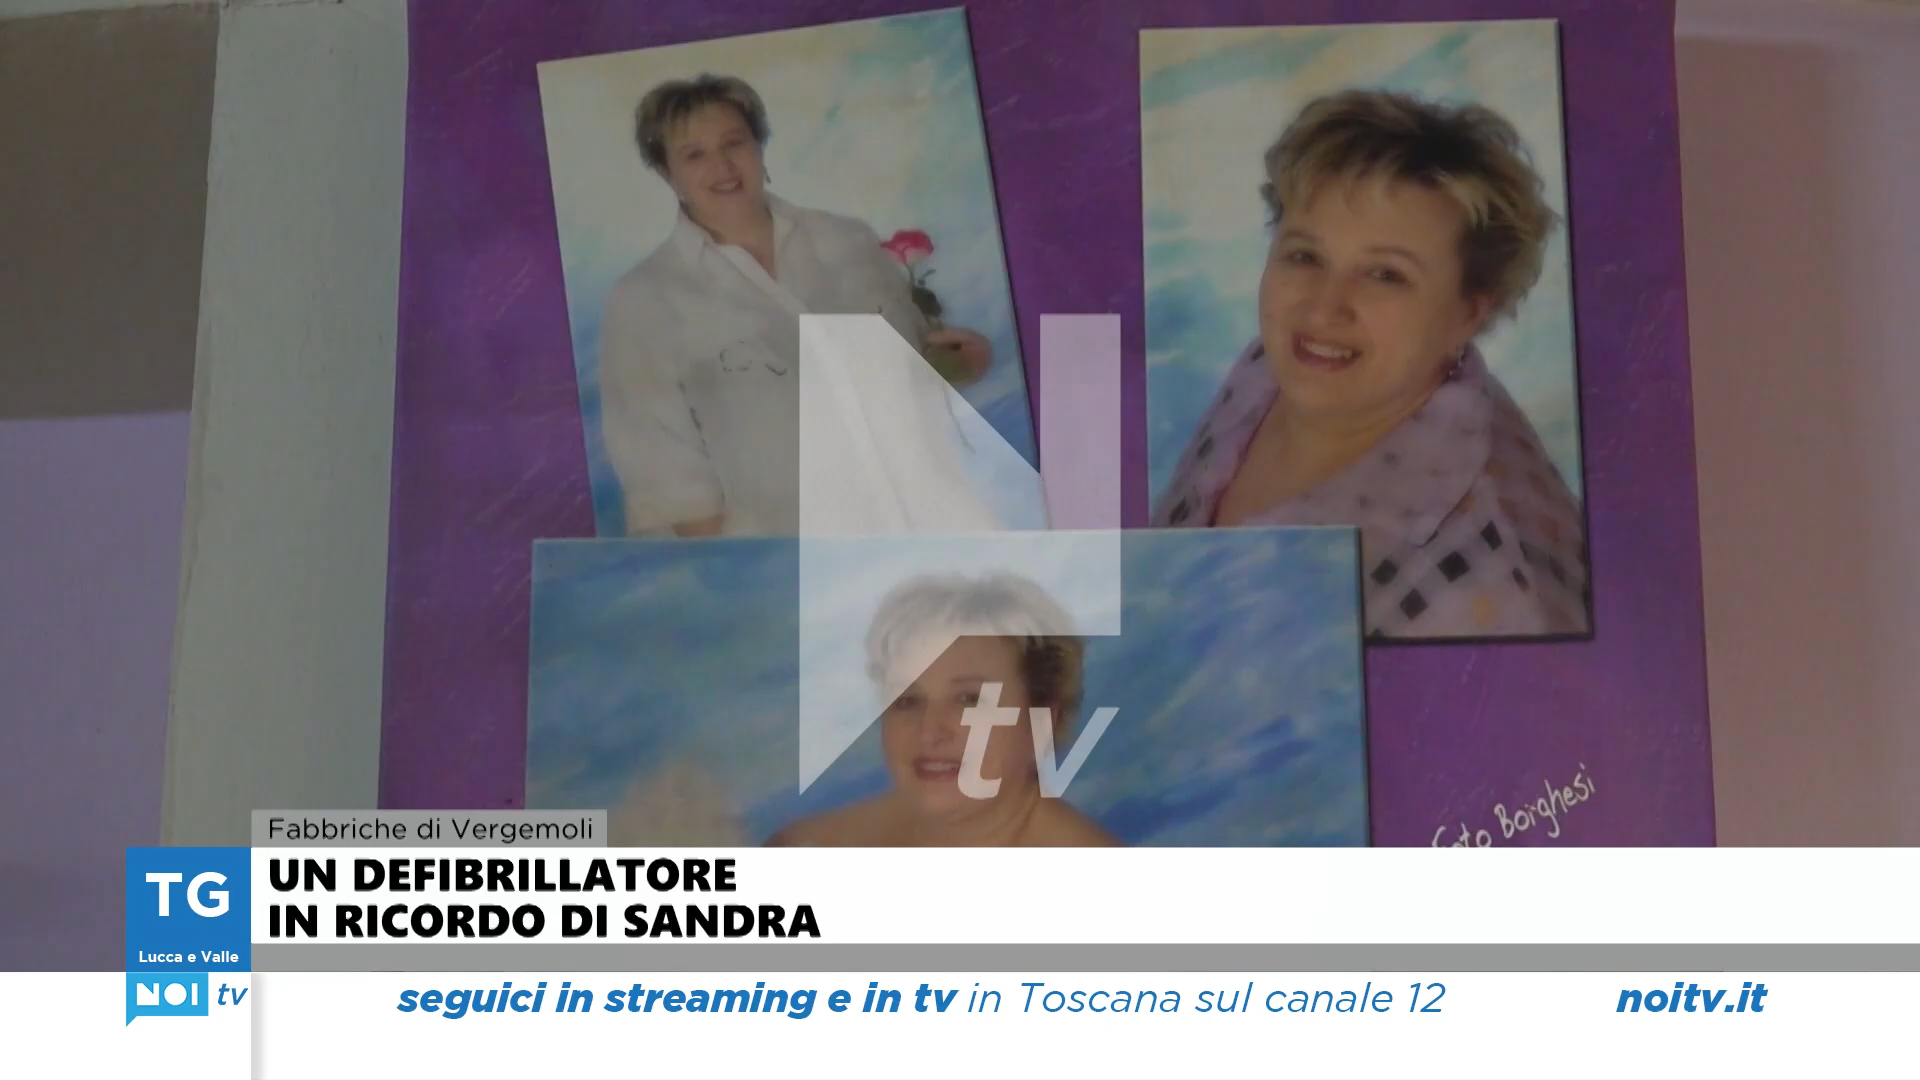 N
tv
Foto Borghesi
Fabbriche di Vergemoli
UN DEFIBRILLATORE
IN RICORDO DI SANDRA
TG
Lucca e Valle
NOI tv
seguici in streaming e in tv in Toscana sul canale 12
noitv.it